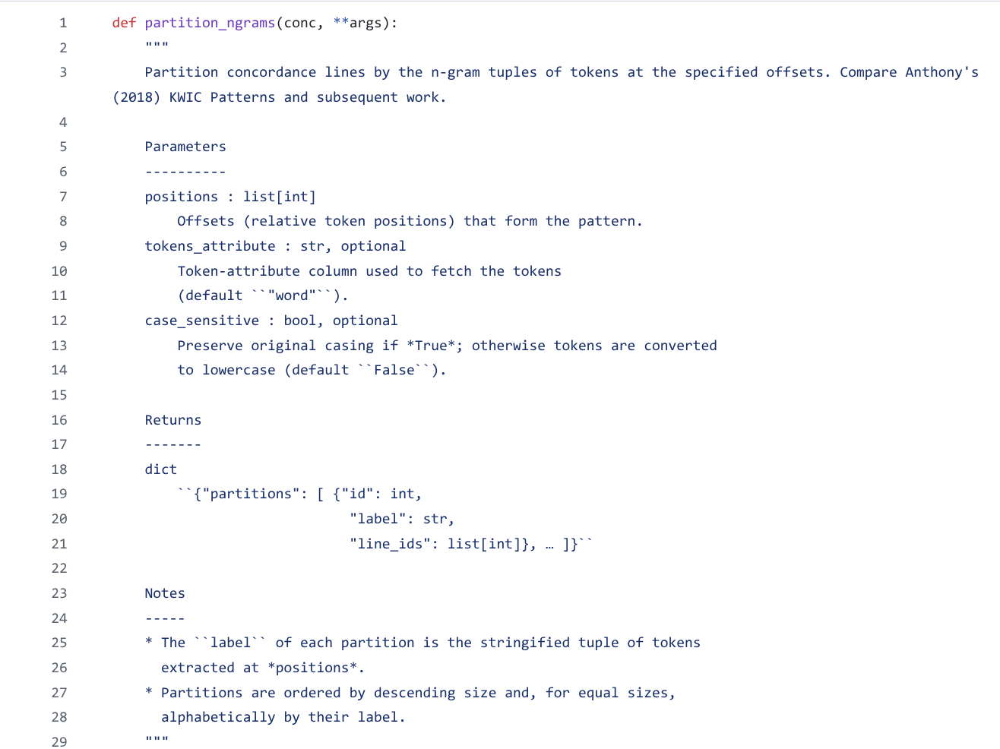 1 def partition_ngrams(conc, **args):
2 """
3 Partition concordance lines by the n-gram tuples of tokens at the specified offsets. Compare Anthony's
(2018) KWIC Patterns and subsequent work.
4
5 Parameters
6 ----------
7 positions : list[int]
8 Offsets (relative token positions) that form the pattern.
9 tokens_attribute : str, optional
10 Token-attribute column used to fetch the tokens
11 (default ``"word"``).
12 case_sensitive : bool, optional
13 Preserve original casing if *True*; otherwise tokens are converted
14 to lowercase (default ``False``).
15
16 Returns
17 -------
18 dict
19 ``{"partitions": [ {"id": int,
20 "label": str,
21 "line_ids": list[int]}, … ]}``
22
23 Notes
24 -----
25 * The ``label`` of each partition is the stringified tuple of tokens
26 extracted at *positions*.
27 * Partitions are ordered by descending size and, for equal sizes,
28 alphabetically by their label.
29 """